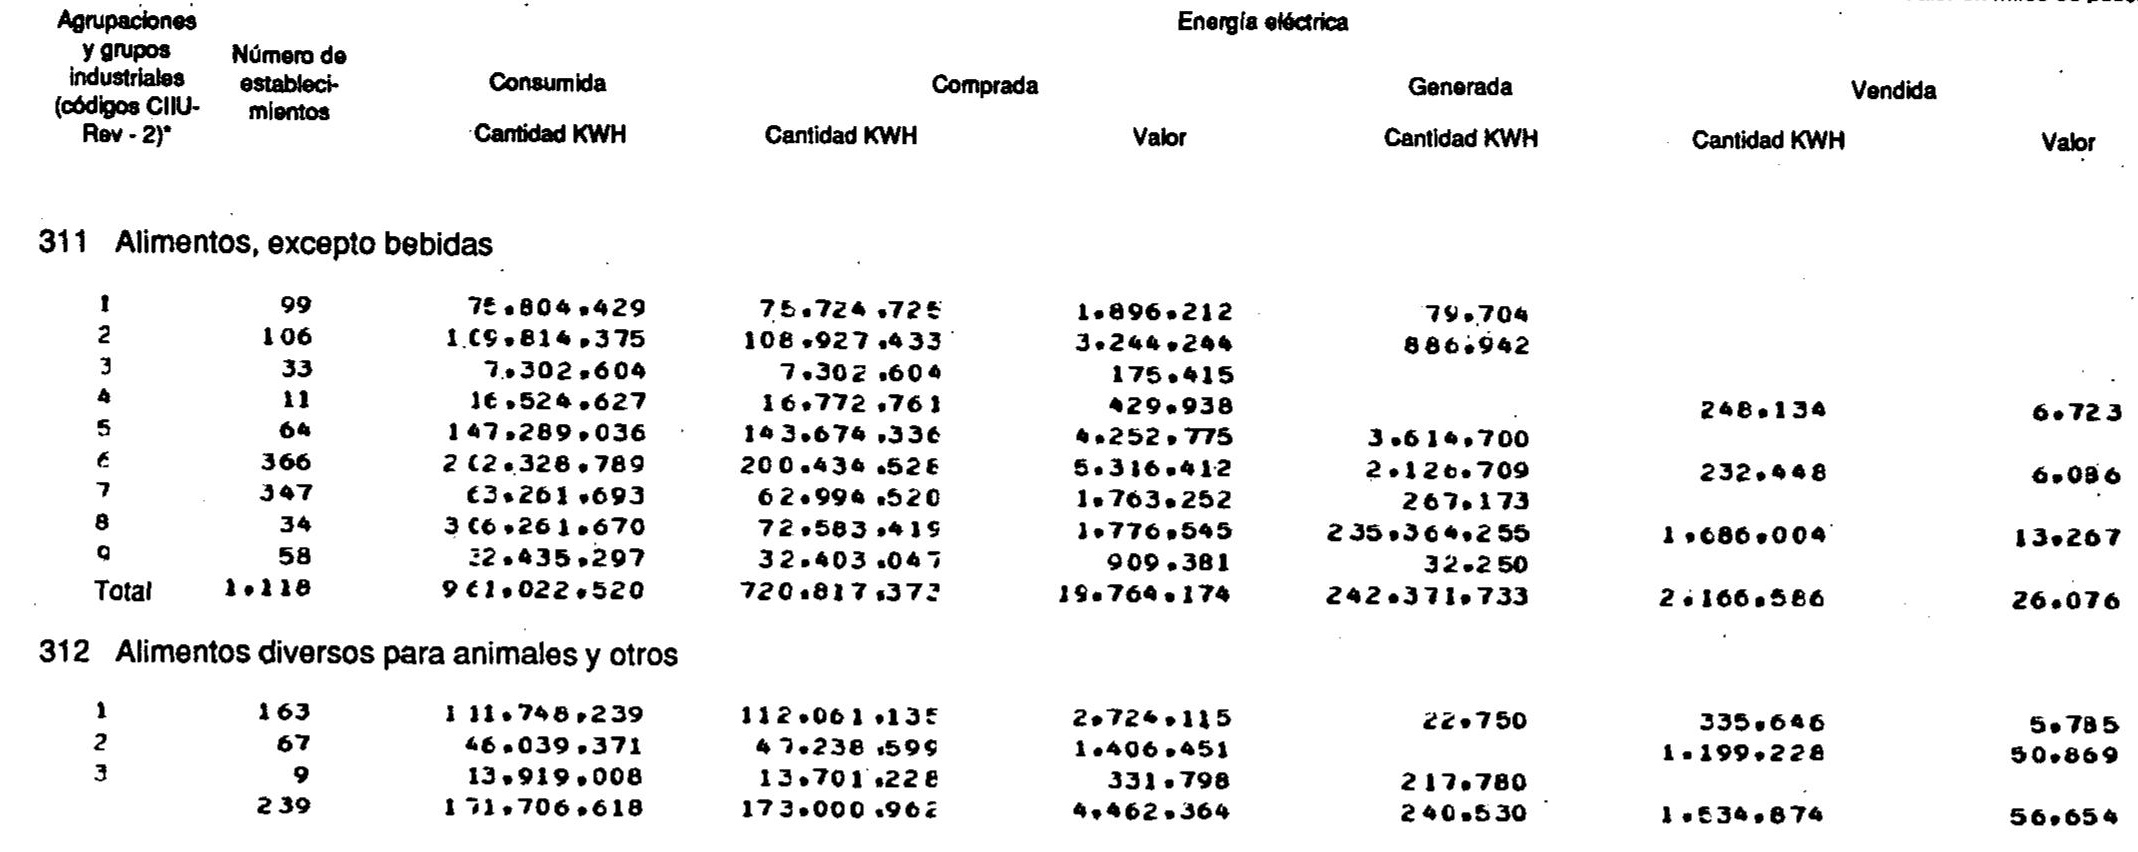 Agrupaciones y grupos industriales (códigos CIIU-Rev - 2)*
Número de estableci-mientos
Energía eléctrica
Consumida Comprada Generada Vendida
Cantidad KWH Cantidad KWH Valor Cantidad KWH Cantidad KWH Valor
311 Alimentos, excepto bebidas
1 99 75.804.429 75.724.725 1.896.212 79.704
2 106 109.814.375 108.927.433 3.244.244 886.942
3 33 7.302.604 7.302.604 175.415
4 11 16.524.627 16.772.761 429.938 248.134 6.723
5 64 147.289.036 143.674.336 4.252.775 3.614.700
6 366 202.328.789 200.434.528 5.316.412 2.126.709 232.448 6.086
7 347 63.261.693 62.994.520 1.763.252 267.173
8 34 306.261.670 72.583.419 1.776.545 235.364.255 1.686.004 13.267
9 58 32.435.297 32.403.047 909.381 32.250
Total 1.118 961.022.520 720.817.373 19.764.174 242.371.733 2.166.586 26.076
312 Alimentos diversos para animales y otros
1 163 111.748.239 112.061.135 2.724.115 22.750 335.646 5.785
2 67 46.039.371 47.238.599 1.406.451 1.199.228 50.869
3 9 13.919.008 13.701.228 331.798 217.780
239 171.706.618 173.000.962 4.462.364 240.530 1.534.874 56.654